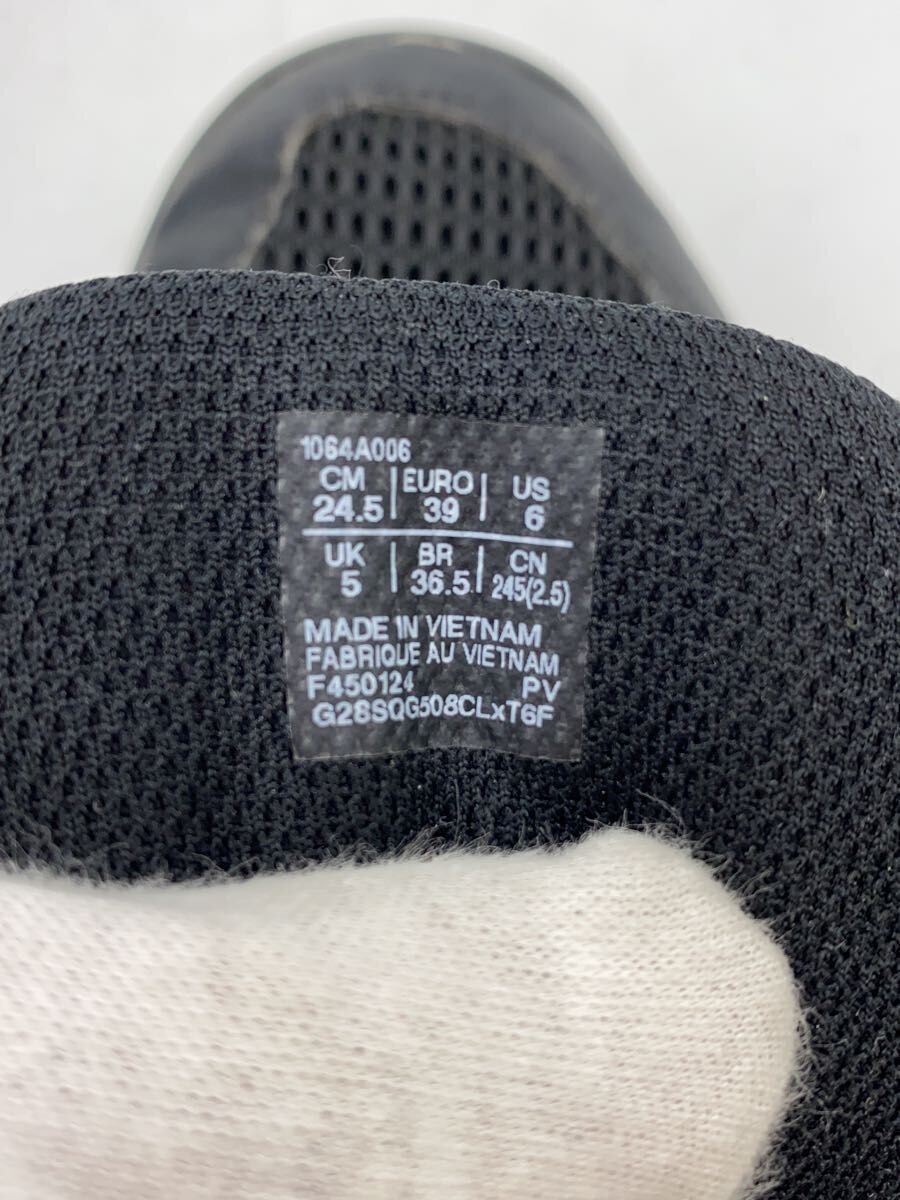 1064A006
CM | EURO | US
24.5 | 39 | 6
UK | BR | CN
5 | 36.5 | 245(2.5)
MADE IN VIETNAM
FABRIQUE AU VIETNAM
F450124 PV
G28SQG508CLxT6F